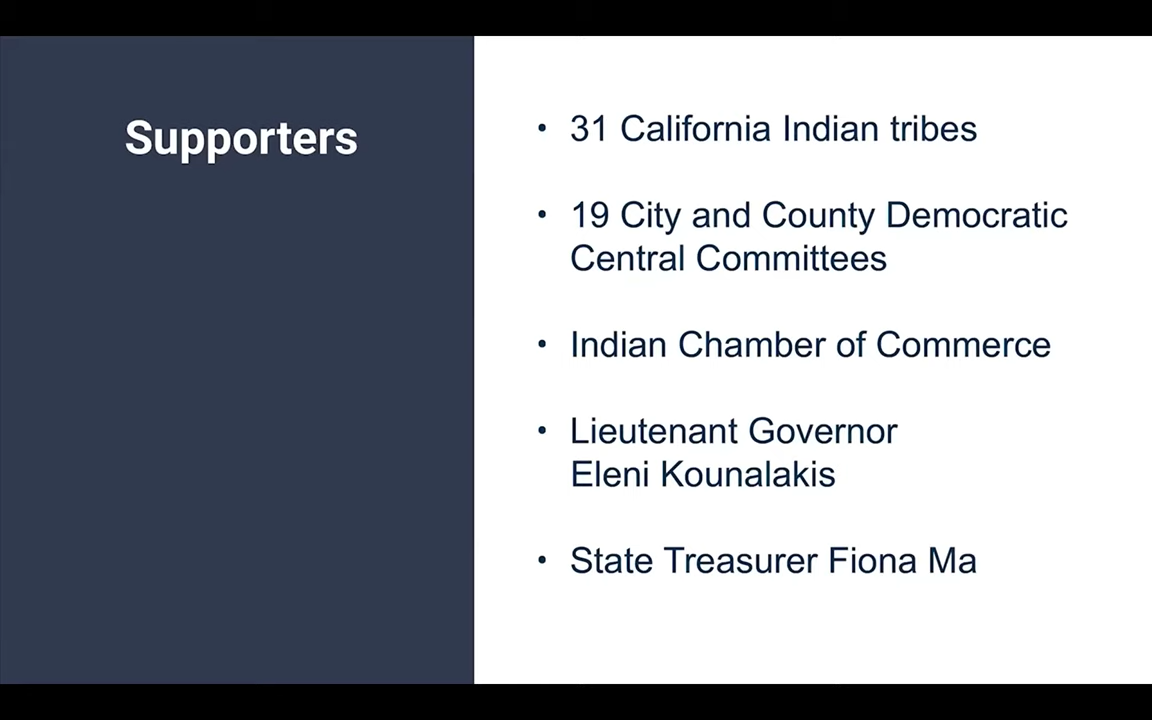 Supporters
• 31 California Indian tribes
• 19 City and County Democratic
Central Committees
• Indian Chamber of Commerce
• Lieutenant Governor
Eleni Kounalakis
• State Treasurer Fiona Ma